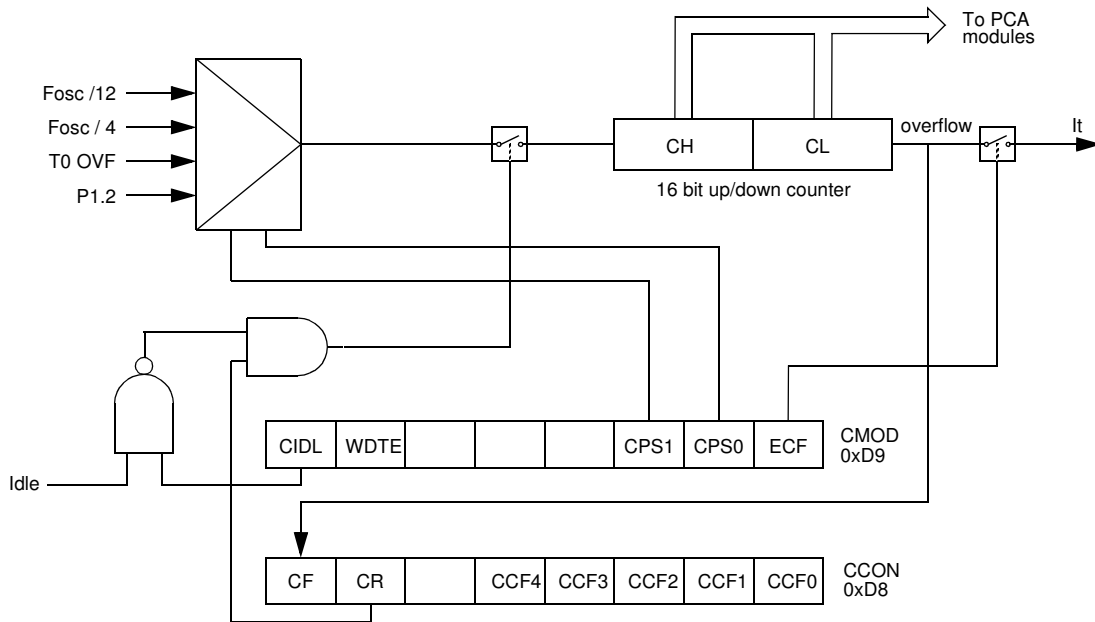 To PCA
modules
Fosc /12
Fosc / 4
T0 OVF
P1.2
CH
CL
overflow
It
16 bit up/down counter
Idle
CIDL WDTE CPS1 CPS0 ECF
CMOD
0xD9
CF CR CCF4 CCF3 CCF2 CCF1 CCF0
CCON
0xD8